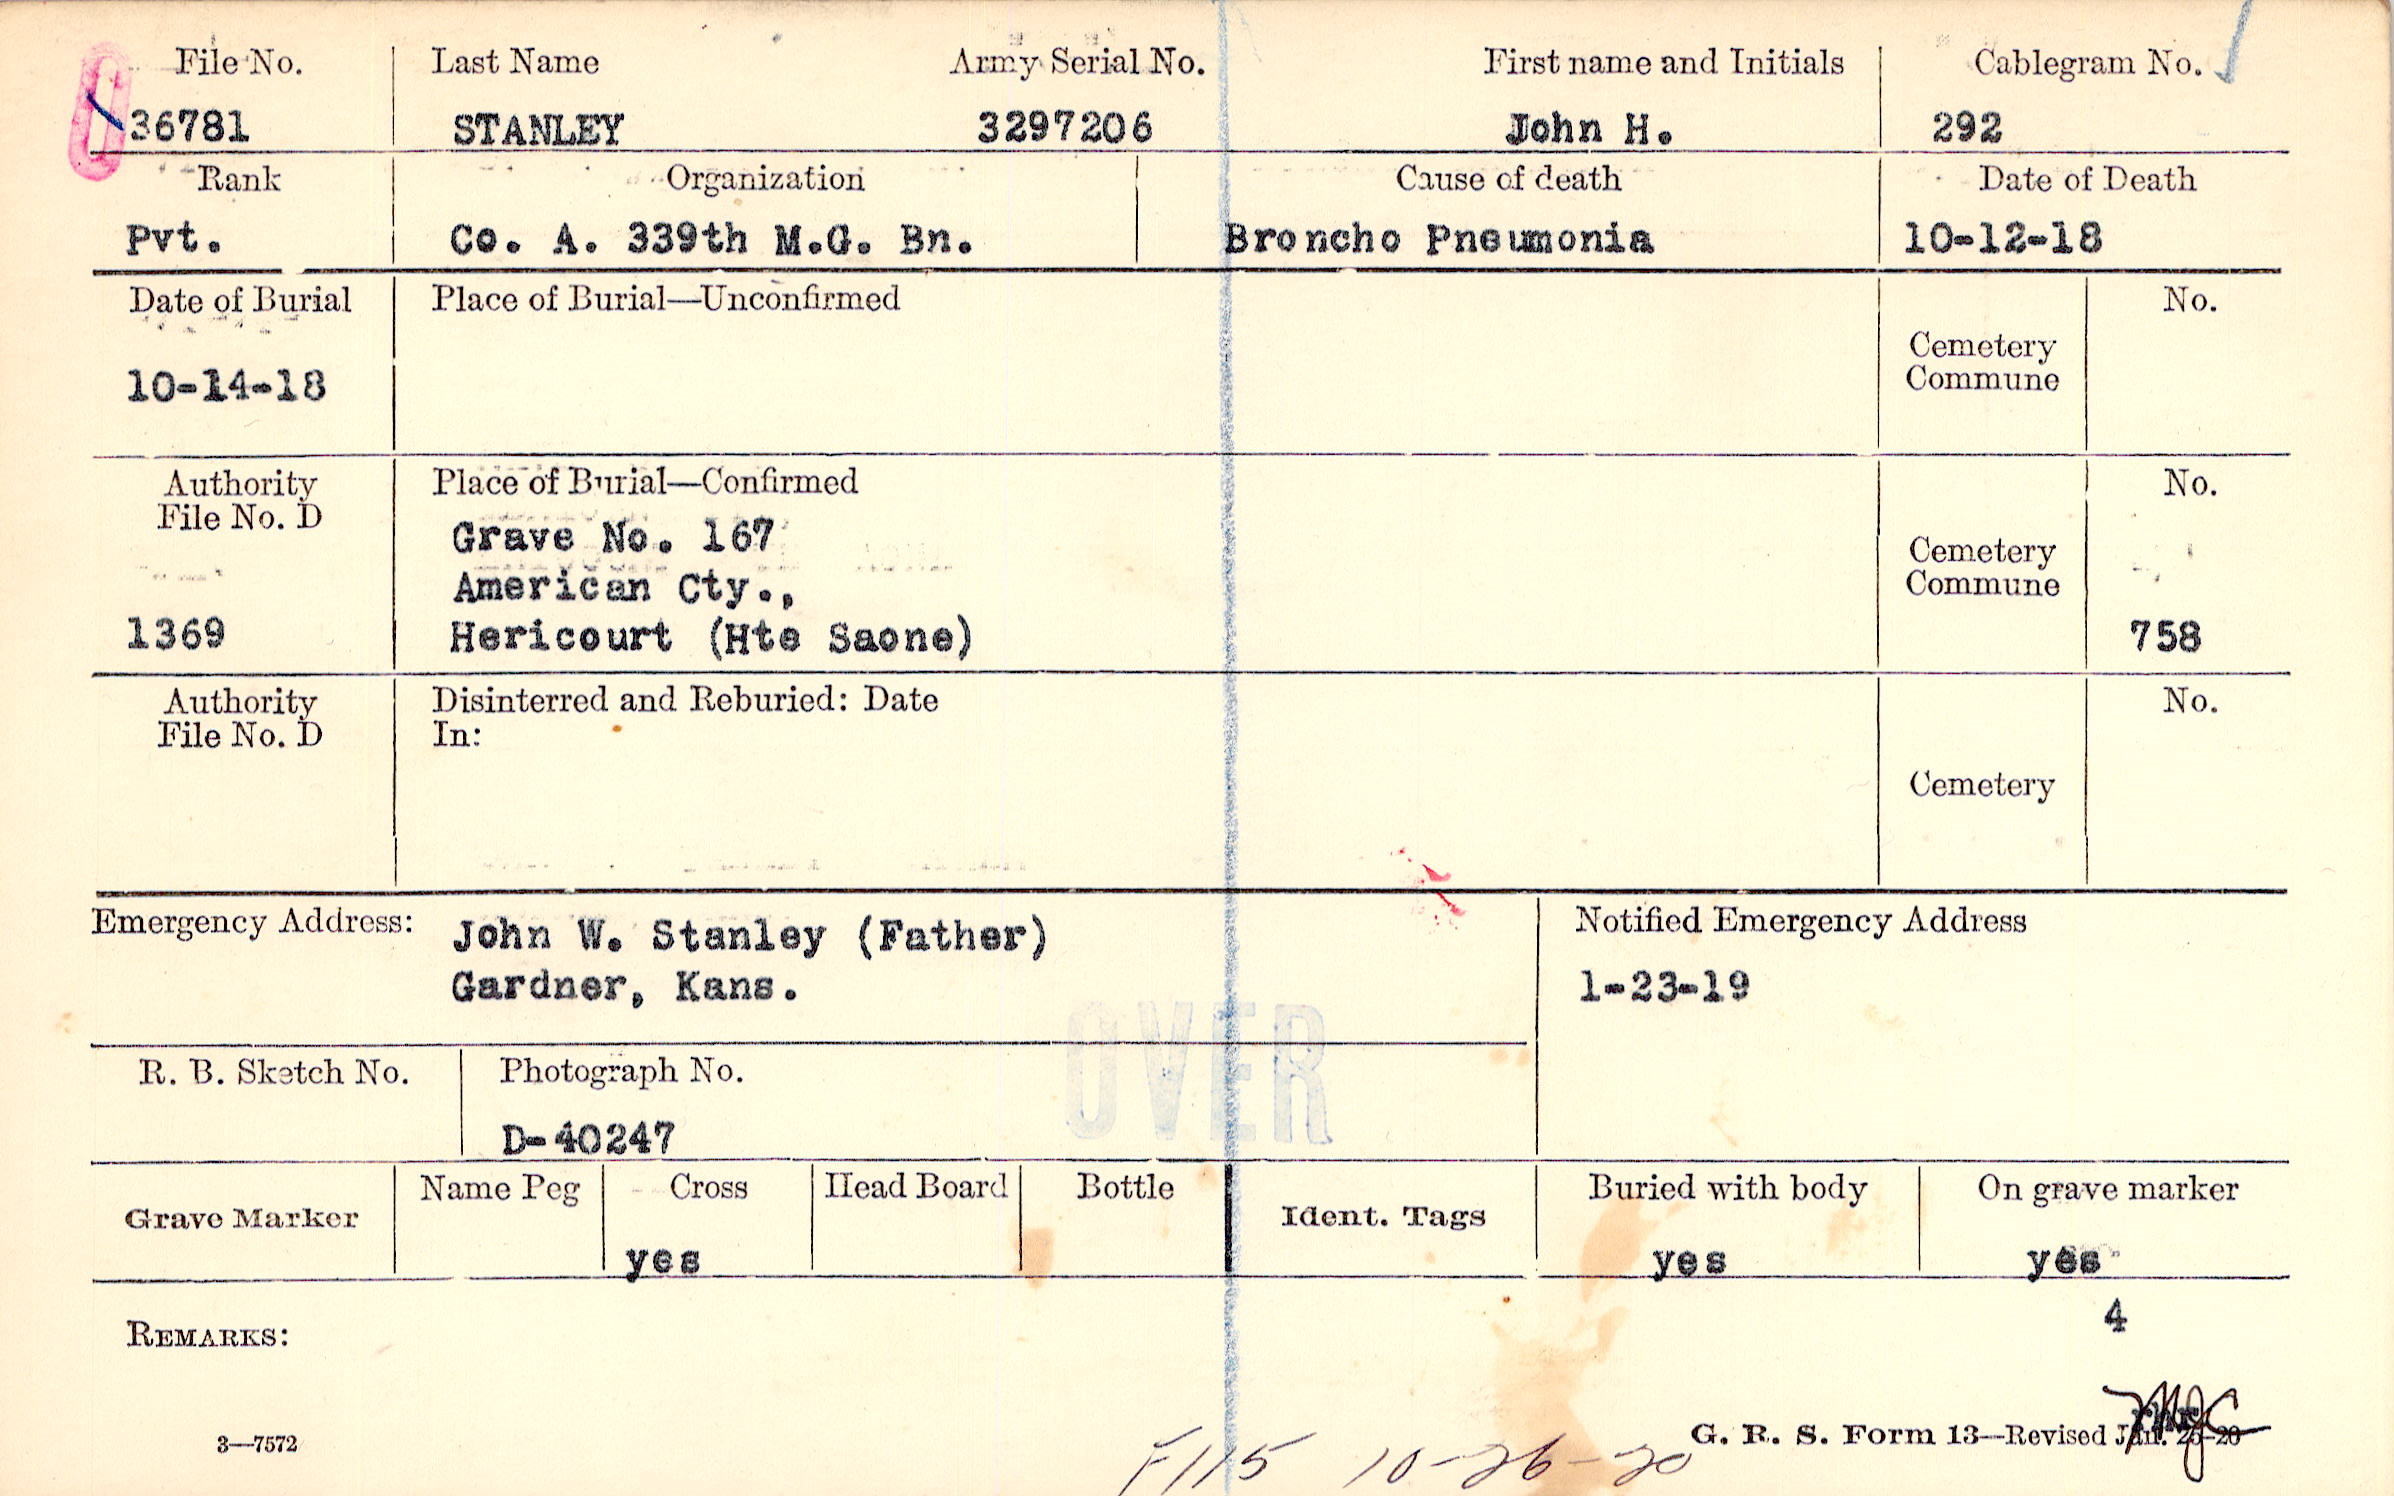 File No. Last Name Army Serial No. First name and Initials Cablegram No.
36781 STANLEY 3297206 John H. 292
Rank Organization Cause of death Date of Death
Pvt. Co. A. 339th M.G. Bn. Broncho Pneumonia 10-12-18
Date of Burial Place of Burial—Unconfirmed No.
Cemetery
Commune
10-14-18
Authority Place of Burial—Confirmed No.
File No. D
Grave No. 167
Cemetery
American Cty., Commune
1369 Hericourt (Hte Saone) 758
Authority Disinterred and Reburied: Date No.
File No. D In:
Cemetery
Emergency Address: John W. Stanley (Father) Notified Emergency Address
Gardner, Kans. 1-23-19
OVER
R. B. Sketch No. Photograph No.
D-40247
Name Peg Cross Head Board Bottle Buried with body On grave marker
Grave Marker Ident. Tags
yes yes yes
4
REMARKS:
3—7572 G. R. S. Form 13—Revised Jan. 25-20
F115 10-26-20